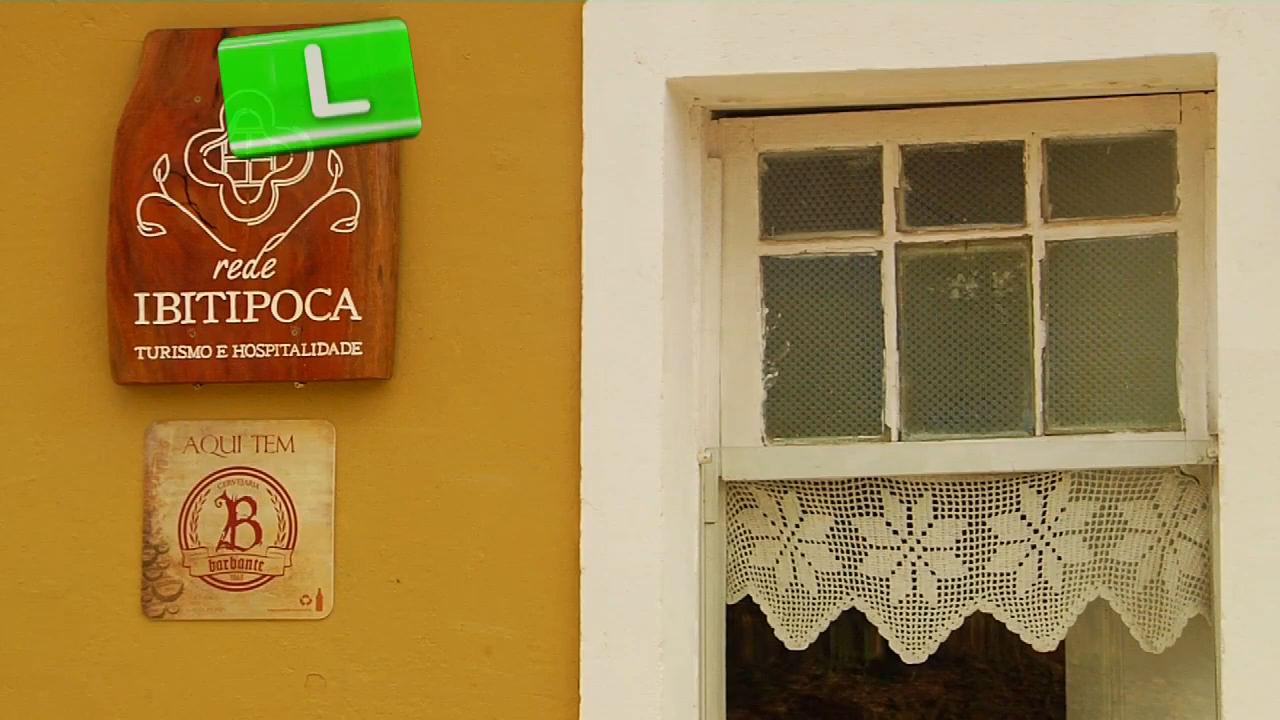 L
rede
IBITIPOCA
TURISMO E HOSPITALIDADE
AQUI TEM
CERVEJARIA
B
barbante